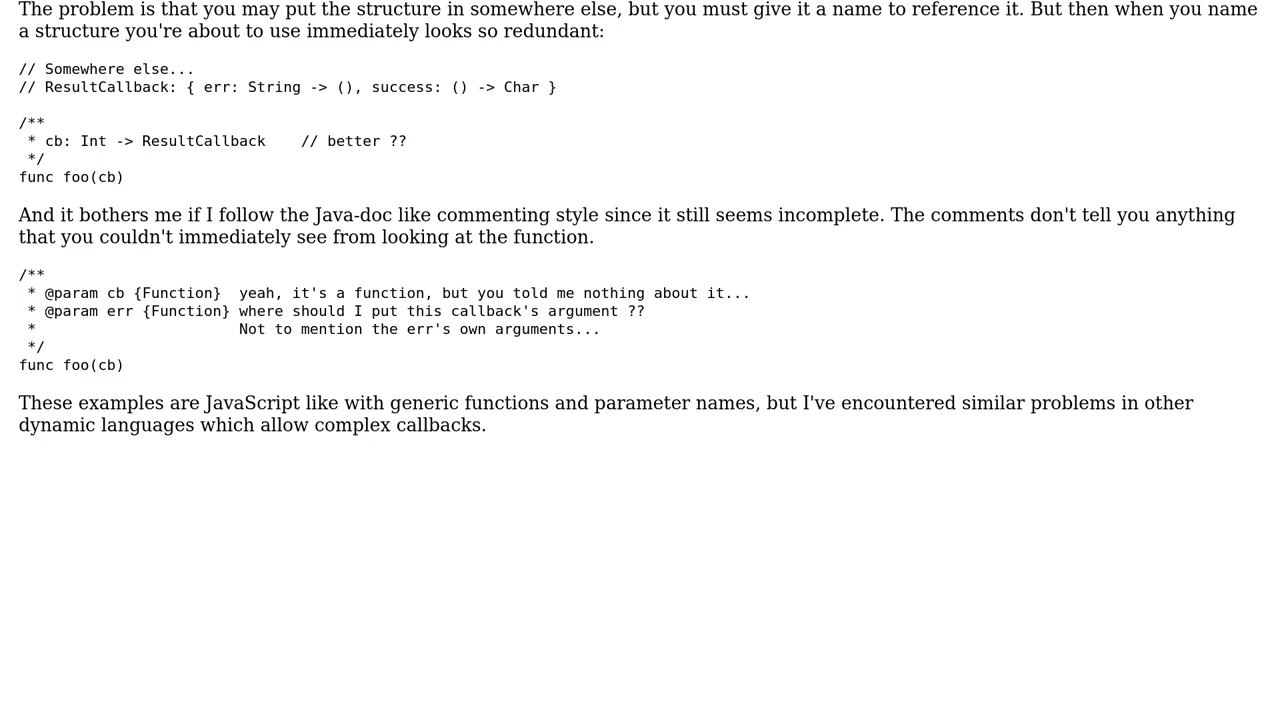 The problem is that you may put the structure in somewhere else, but you must give it a name to reference it. But then when you name
a structure you're about to use immediately looks so redundant:
// Somewhere else...
// ResultCallback: { err: String -> (), success: () -> Char }
/**
 * cb: Int -> ResultCallback    // better ??
 */
func foo(cb)
And it bothers me if I follow the Java-doc like commenting style since it still seems incomplete. The comments don't tell you anything
that you couldn't immediately see from looking at the function.
/**
 * @param cb {Function}  yeah, it's a function, but you told me nothing about it...
 * @param err {Function} where should I put this callback's argument ??
 *                       Not to mention the err's own arguments...
 */
func foo(cb)
These examples are JavaScript like with generic functions and parameter names, but I've encountered similar problems in other
dynamic languages which allow complex callbacks.